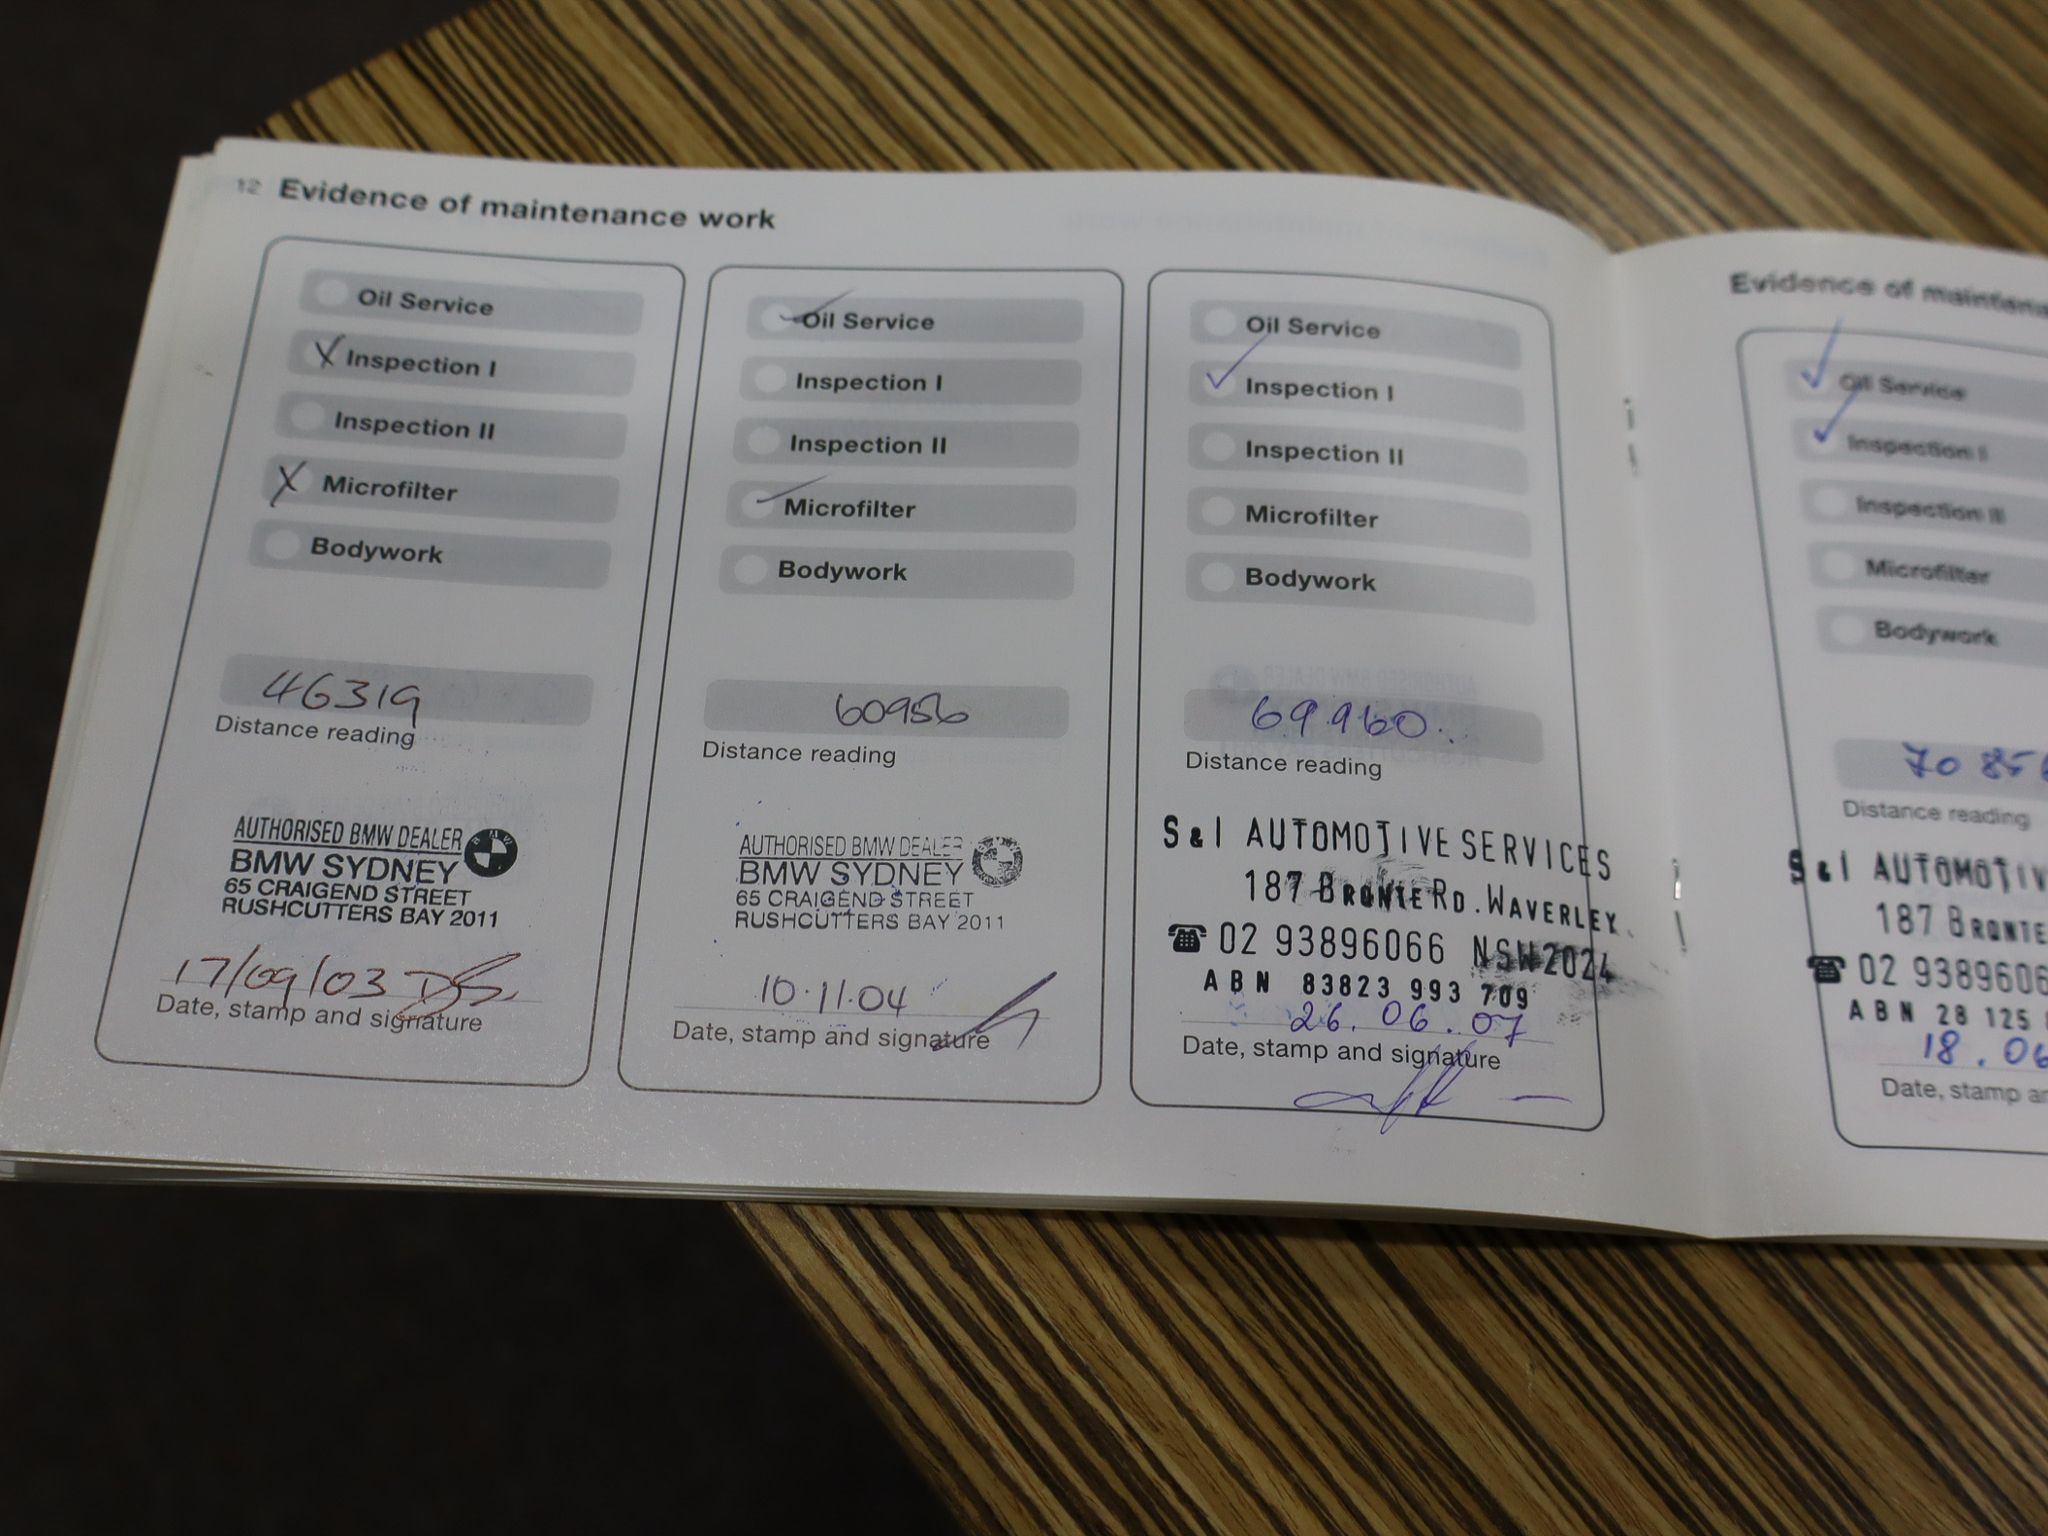 12 Evidence of maintenance work
Oil Service
X Inspection I
Inspection II
X Microfilter
Bodywork
46319
Distance reading
AUTHORISED BMW DEALER
BMW SYDNEY
65 CRAIGEND STREET
RUSHCUTTERS BAY 2011
17/09/03
Date, stamp and signature
✓ Oil Service
Inspection I
Inspection II
✓ Microfilter
Bodywork
60956
Distance reading
AUTHORISED BMW DEALER
BMW SYDNEY
65 CRAIGEND STREET
RUSHCUTTERS BAY 2011
10.11.04
Date, stamp and signature
Oil Service
✓ Inspection I
Inspection II
Microfilter
Bodywork
69960
Distance reading
S & I AUTOMOTIVE SERVICES
187 BRONTE RD. WAVERLEY
☎ 02 93896066 NSW2024
ABN 83823 993 709
26.06.07
Date, stamp and signature
Evidence of
✓ Oil Service
✓ Inspection I
Inspection II
Microfilter
Bodywork
70 85
Distance reading
S & I
187 BRONTE
☎ 02
ABN 28 125
18.06
Date, stamp